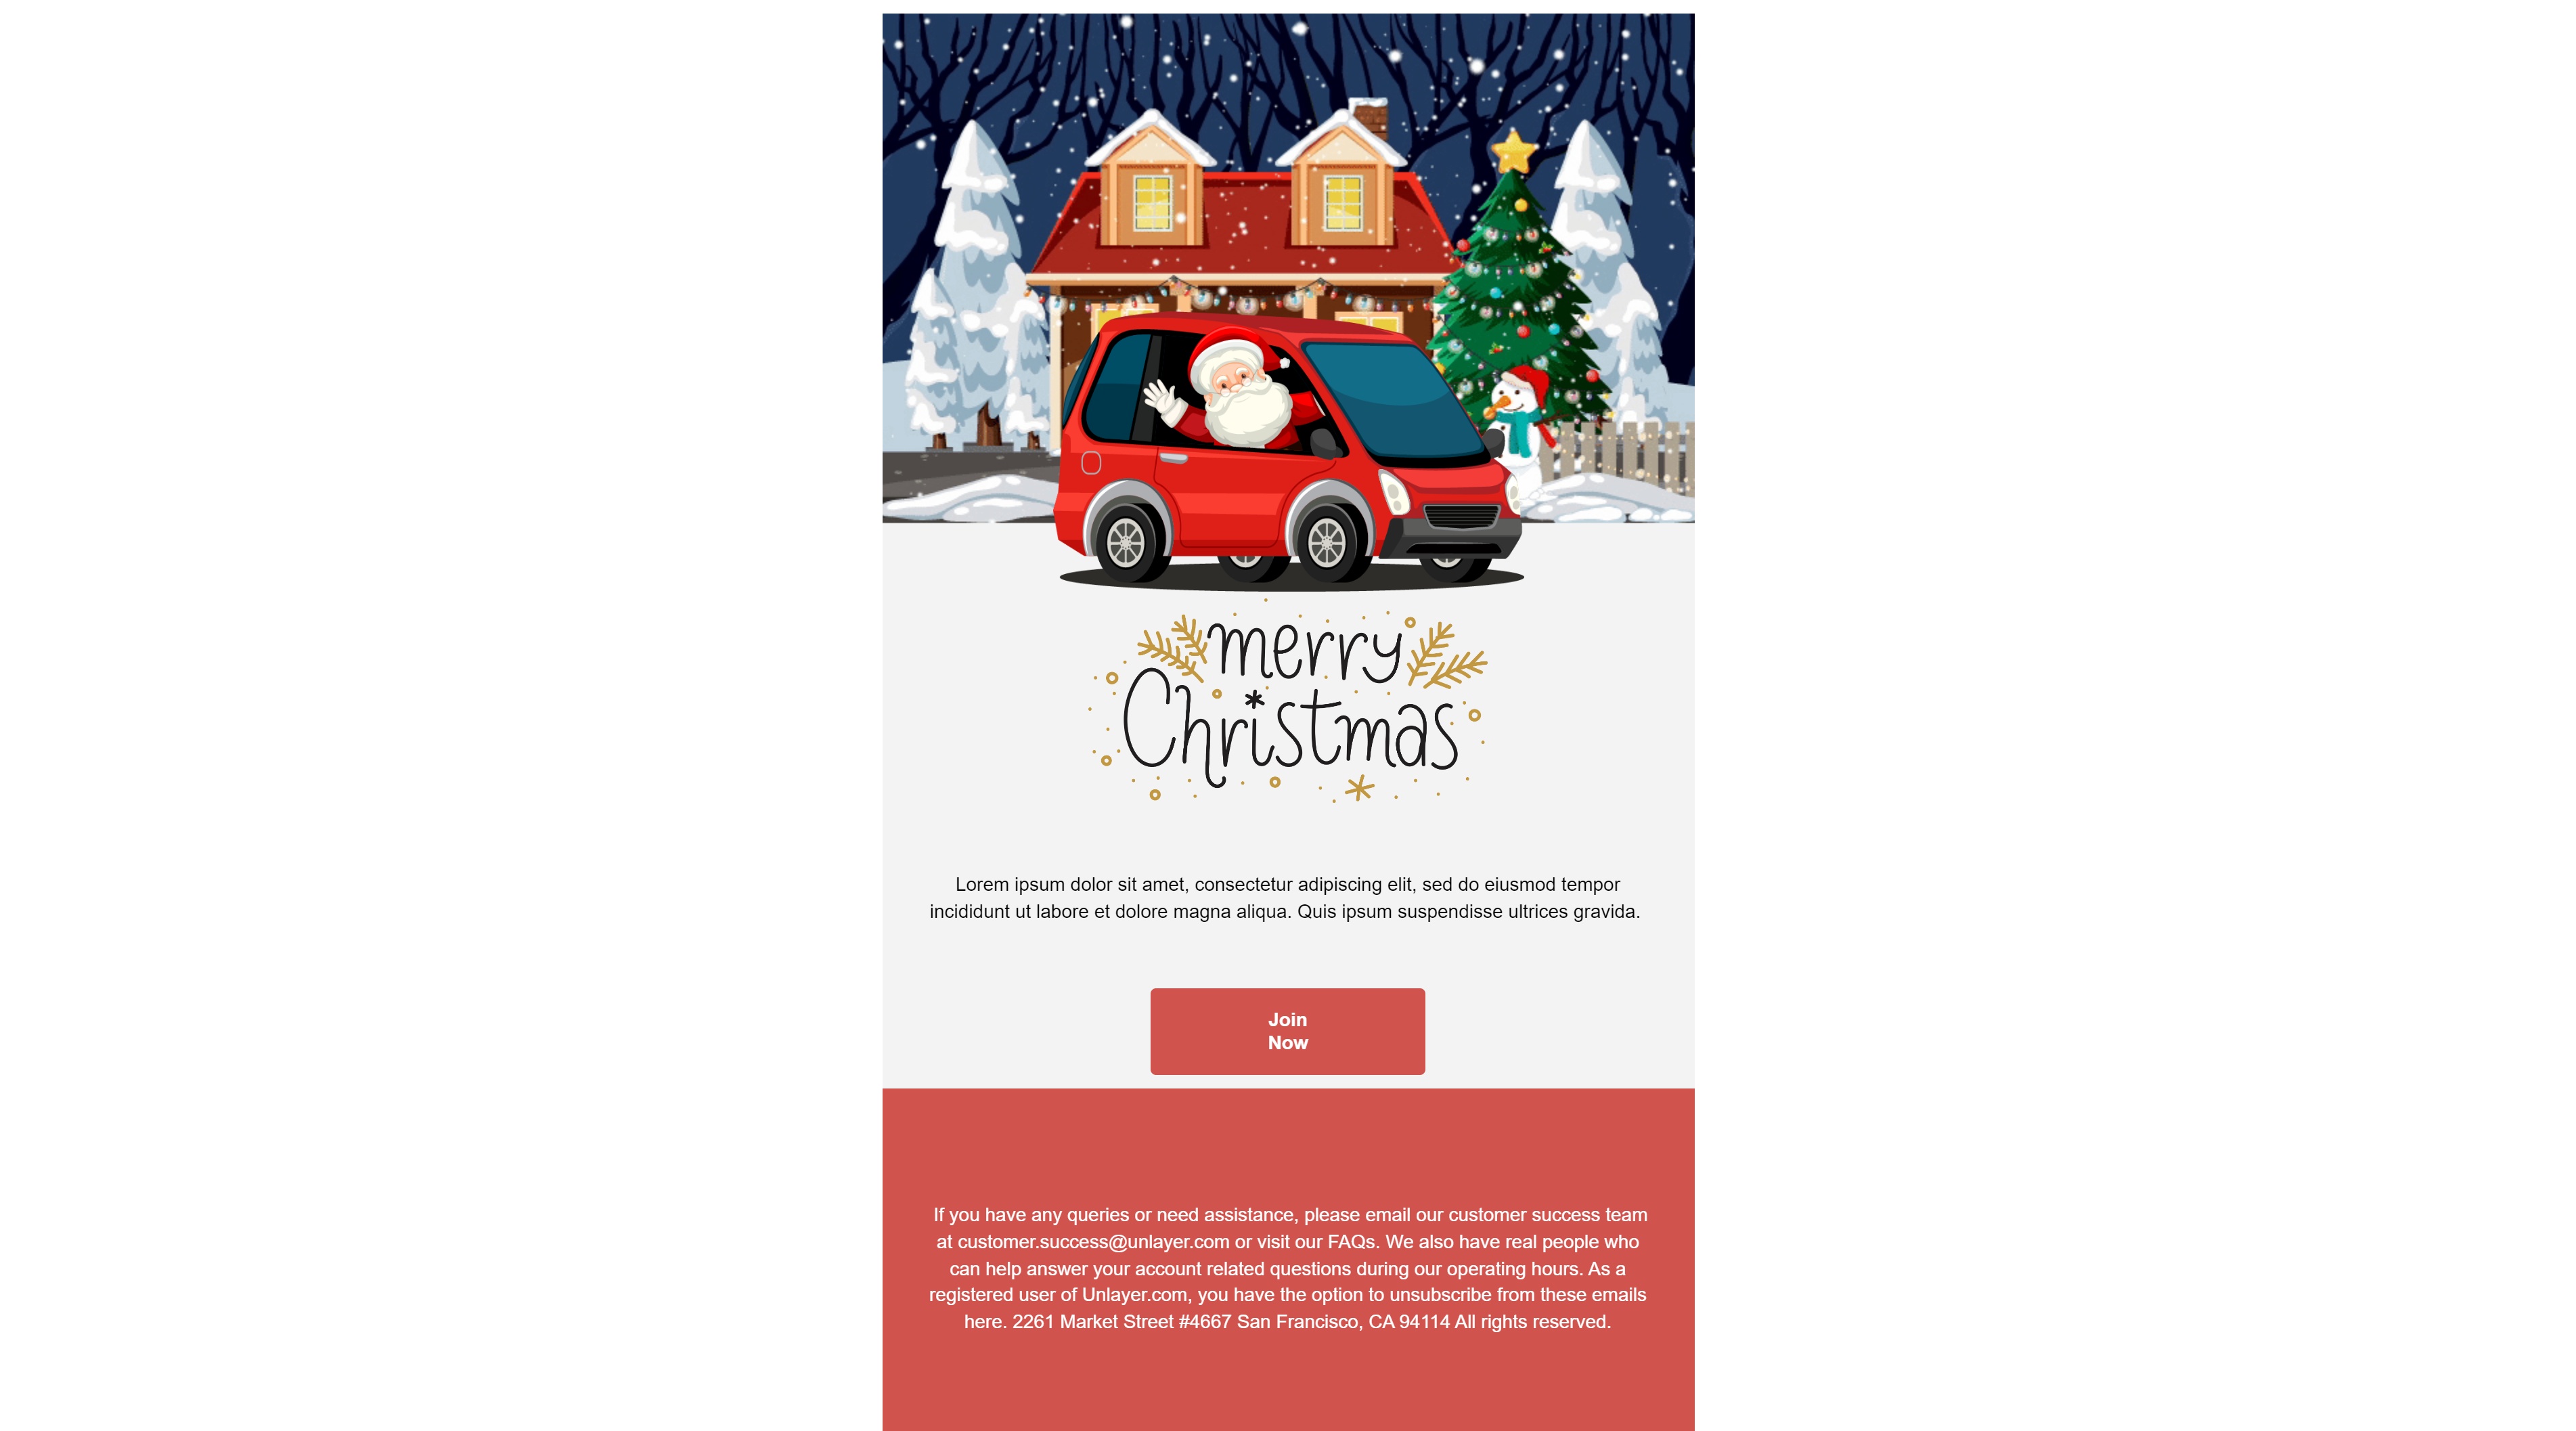 merry
Christmas
Lorem ipsum dolor sit amet, consectetur adipiscing elit, sed do eiusmod tempor
incididunt ut labore et dolore magna aliqua. Quis ipsum suspendisse ultrices gravida.
Join
Now
If you have any queries or need assistance, please email our customer success team
at customer.success@unlayer.com or visit our FAQs. We also have real people who
can help answer your account related questions during our operating hours. As a
registered user of Unlayer.com, you have the option to unsubscribe from these emails
here. 2261 Market Street #4667 San Francisco, CA 94114 All rights reserved.